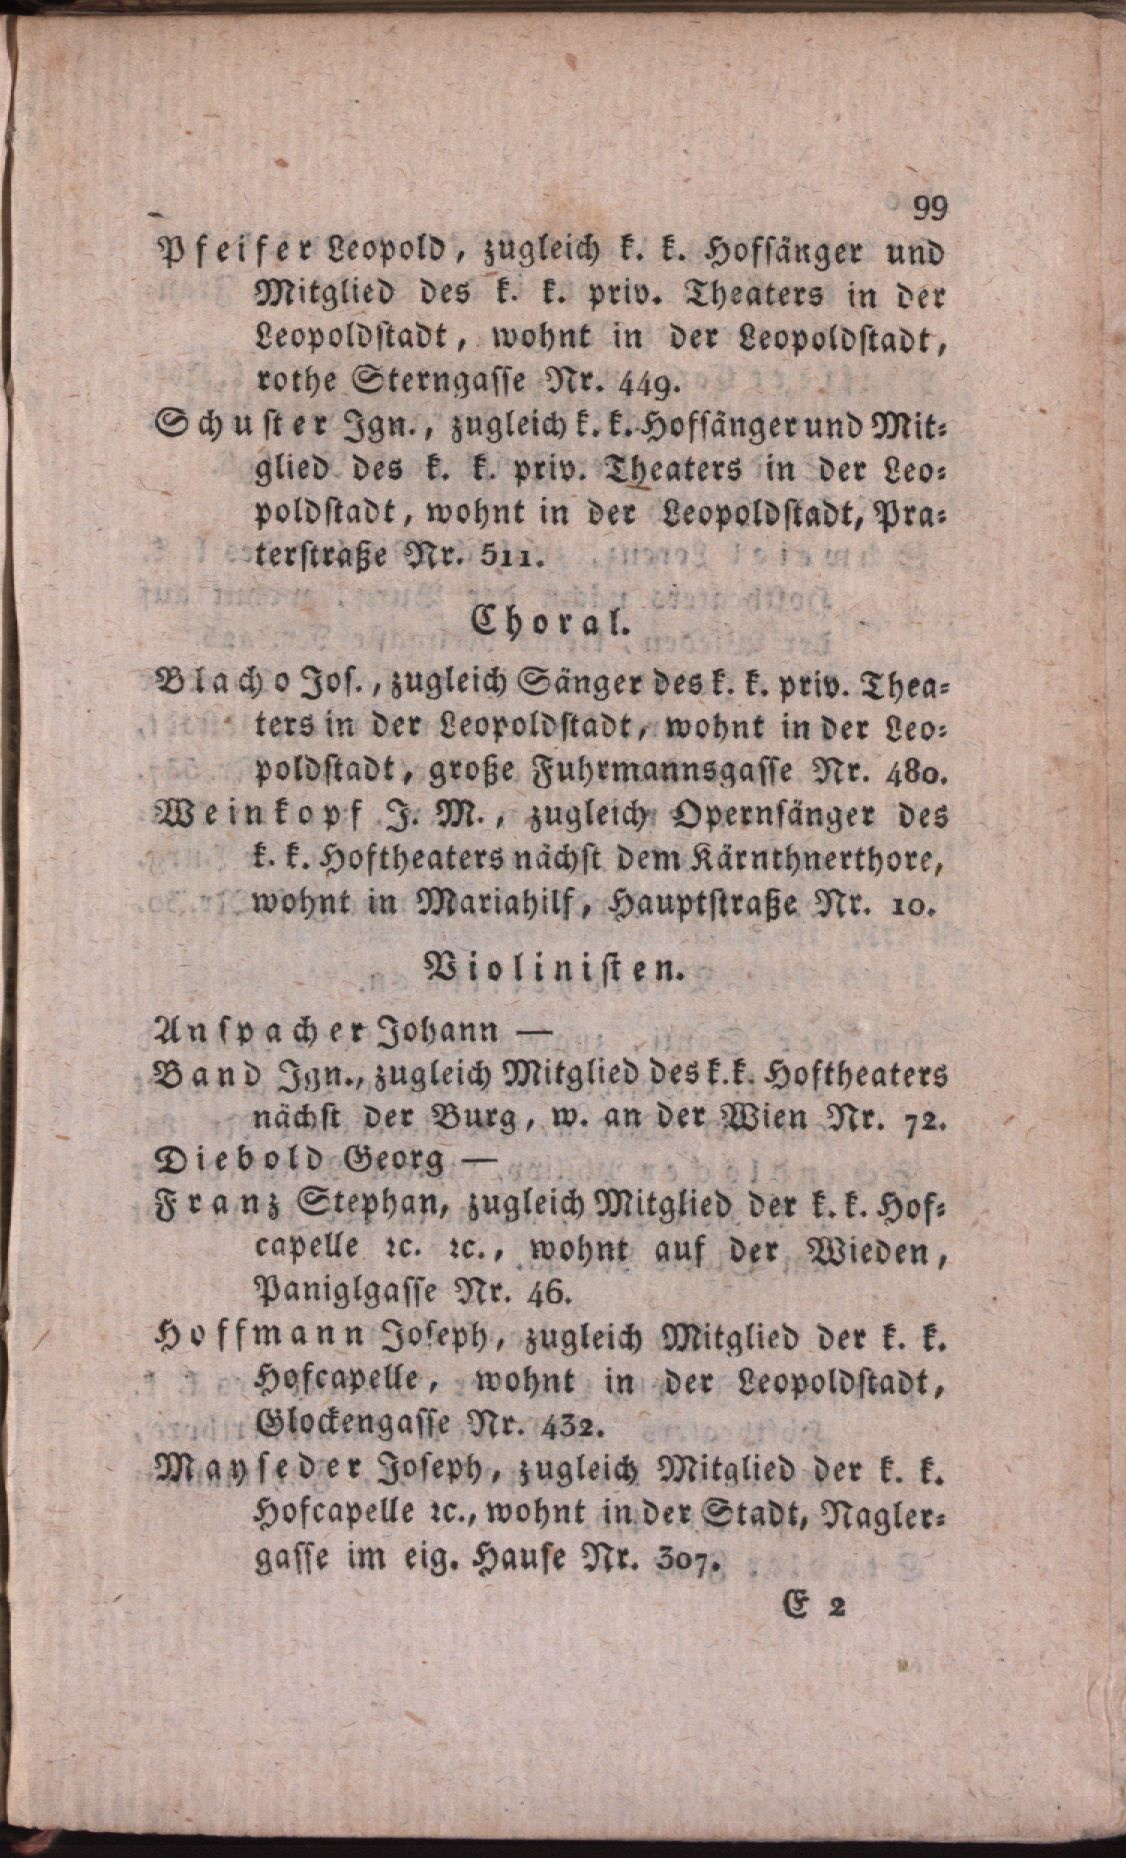 99
Pfeifer Leopold, zugleich k. k. Hofsänger und
Mitglied des k. k. priv. Theaters in der
Leopoldstadt, wohnt in der Leopoldstadt,
rothe Sterngasse Nr. 449.
Schuster Ign., zugleich k. k. Hofsänger und Mit-
glied des k. k. priv. Theaters in der Leo-
poldstadt, wohnt in der Leopoldstadt, Pra-
terstraße Nr. 511.
Choral.
Blacho Jos., zugleich Sänger des k. k. priv. Thea-
ters in der Leopoldstadt, wohnt in der Leo-
poldstadt, große Fuhrmannsgasse Nr. 480.
Weinkopf J. M., zugleich Opernsänger des
k. k. Hoftheaters nächst dem Kärnthnerthore,
wohnt in Mariahilf, Hauptstraße Nr. 10.
Violinisten.
Anspacher Johann —
Band Ign., zugleich Mitglied des k. k. Hoftheaters
nächst der Burg, w. an der Wien Nr. 72.
Diebold Georg —
Franz Stephan, zugleich Mitglied der k. k. Hof-
capelle ꝛc. ꝛc., wohnt auf der Wieden,
Paniglgasse Nr. 46.
Hoffmann Joseph, zugleich Mitglied der k. k.
Hofcapelle, wohnt in der Leopoldstadt,
Glockengasse Nr. 432.
Mayseder Joseph, zugleich Mitglied der k. k.
Hofcapelle ꝛc., wohnt in der Stadt, Nagler-
gasse im eig. Hause Nr. 307.
E 2